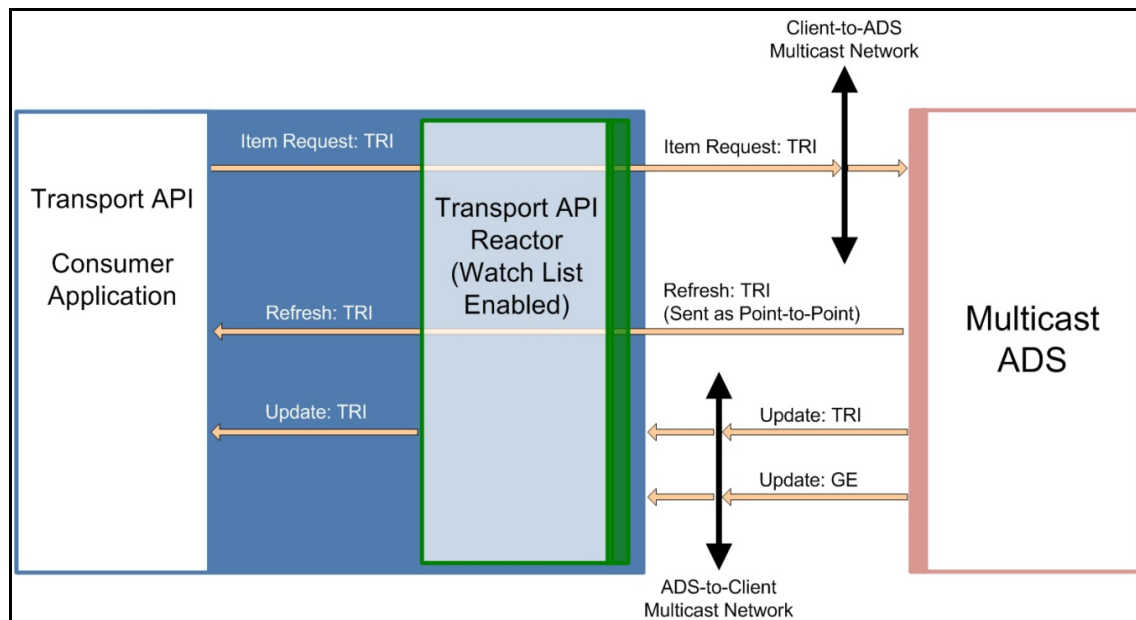 Client-to-ADS
Multicast Network
Item Request: TRI
Item Request: TRI
Transport API
Consumer
Application
Transport API
Reactor
(Watch List
Enabled)
Refresh: TRI
Refresh: TRI
(Sent as Point-to-Point)
Multicast
ADS
Update: TRI
Update: TRI
Update: GE
ADS-to-Client
Multicast Network